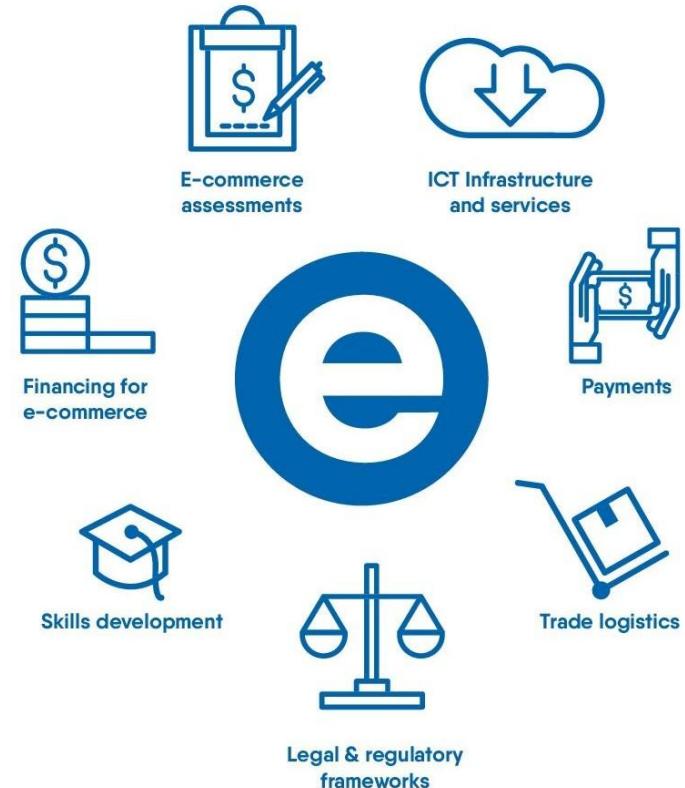 $
E-commerce
assessments
ICT Infrastructure
and services
$
Financing for
e-commerce
e
$
Payments
Skills development
Trade logistics
Legal & regulatory
frameworks